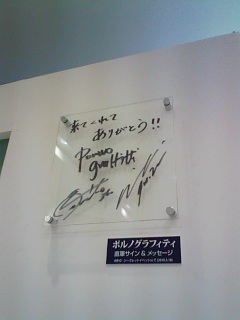 来てくれて
ありがとう!!
Porno
graffitti
ポルノグラフィティ
直筆サイン & メッセージ